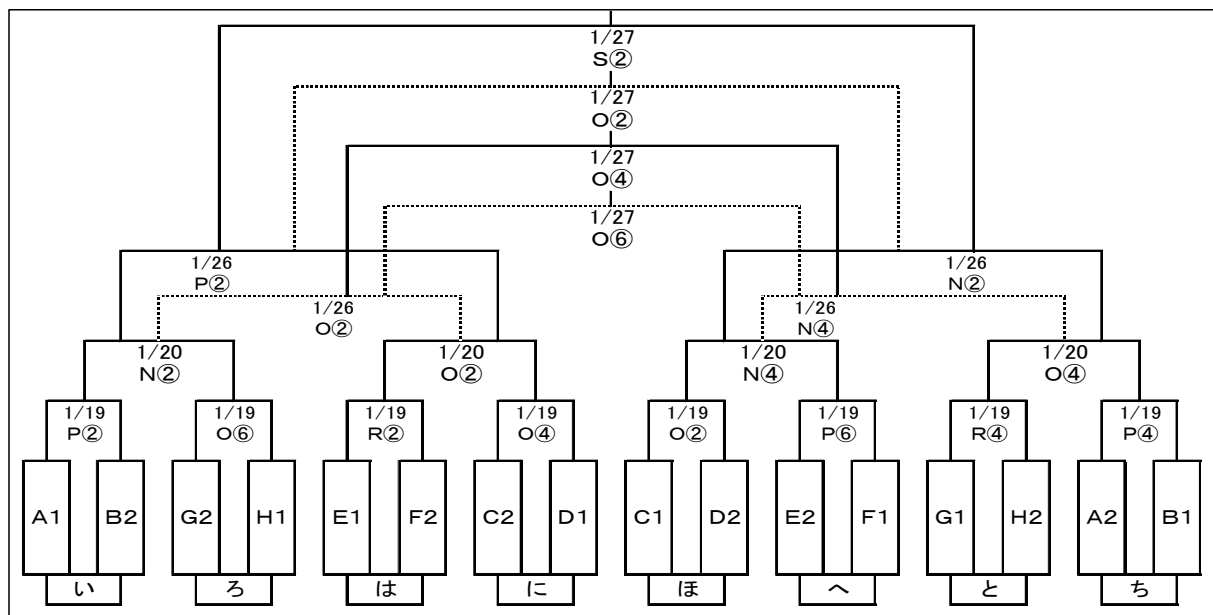 1/27
S②
1/27
O②
1/27
O④
1/27
O⑥
1/26
P②
1/26
N②
1/26
O②
1/26
N④
1/20
N②
1/20
O②
1/20
N④
1/20
O④
1/19 1/19 1/19 1/19 1/19 1/19 1/19 1/19
P② O⑥ R② O④ O② P⑥ R④ P④
A1 B2 G2 H1 E1 F2 C2 D1 C1 D2 E2 F1 G1 H2 A2 B1
い ろ は に ほ へ と ち